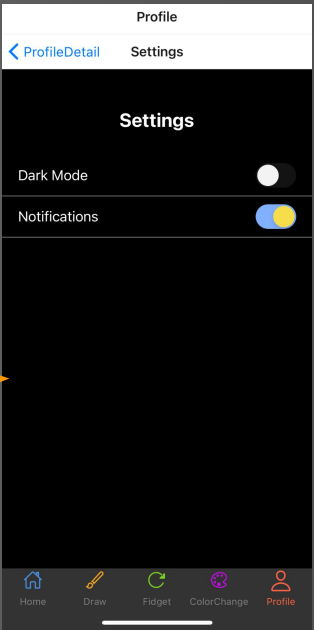 Profile
ProfileDetail Settings
Settings
Dark Mode
Notifications
Home Draw Fidget ColorChange Profile